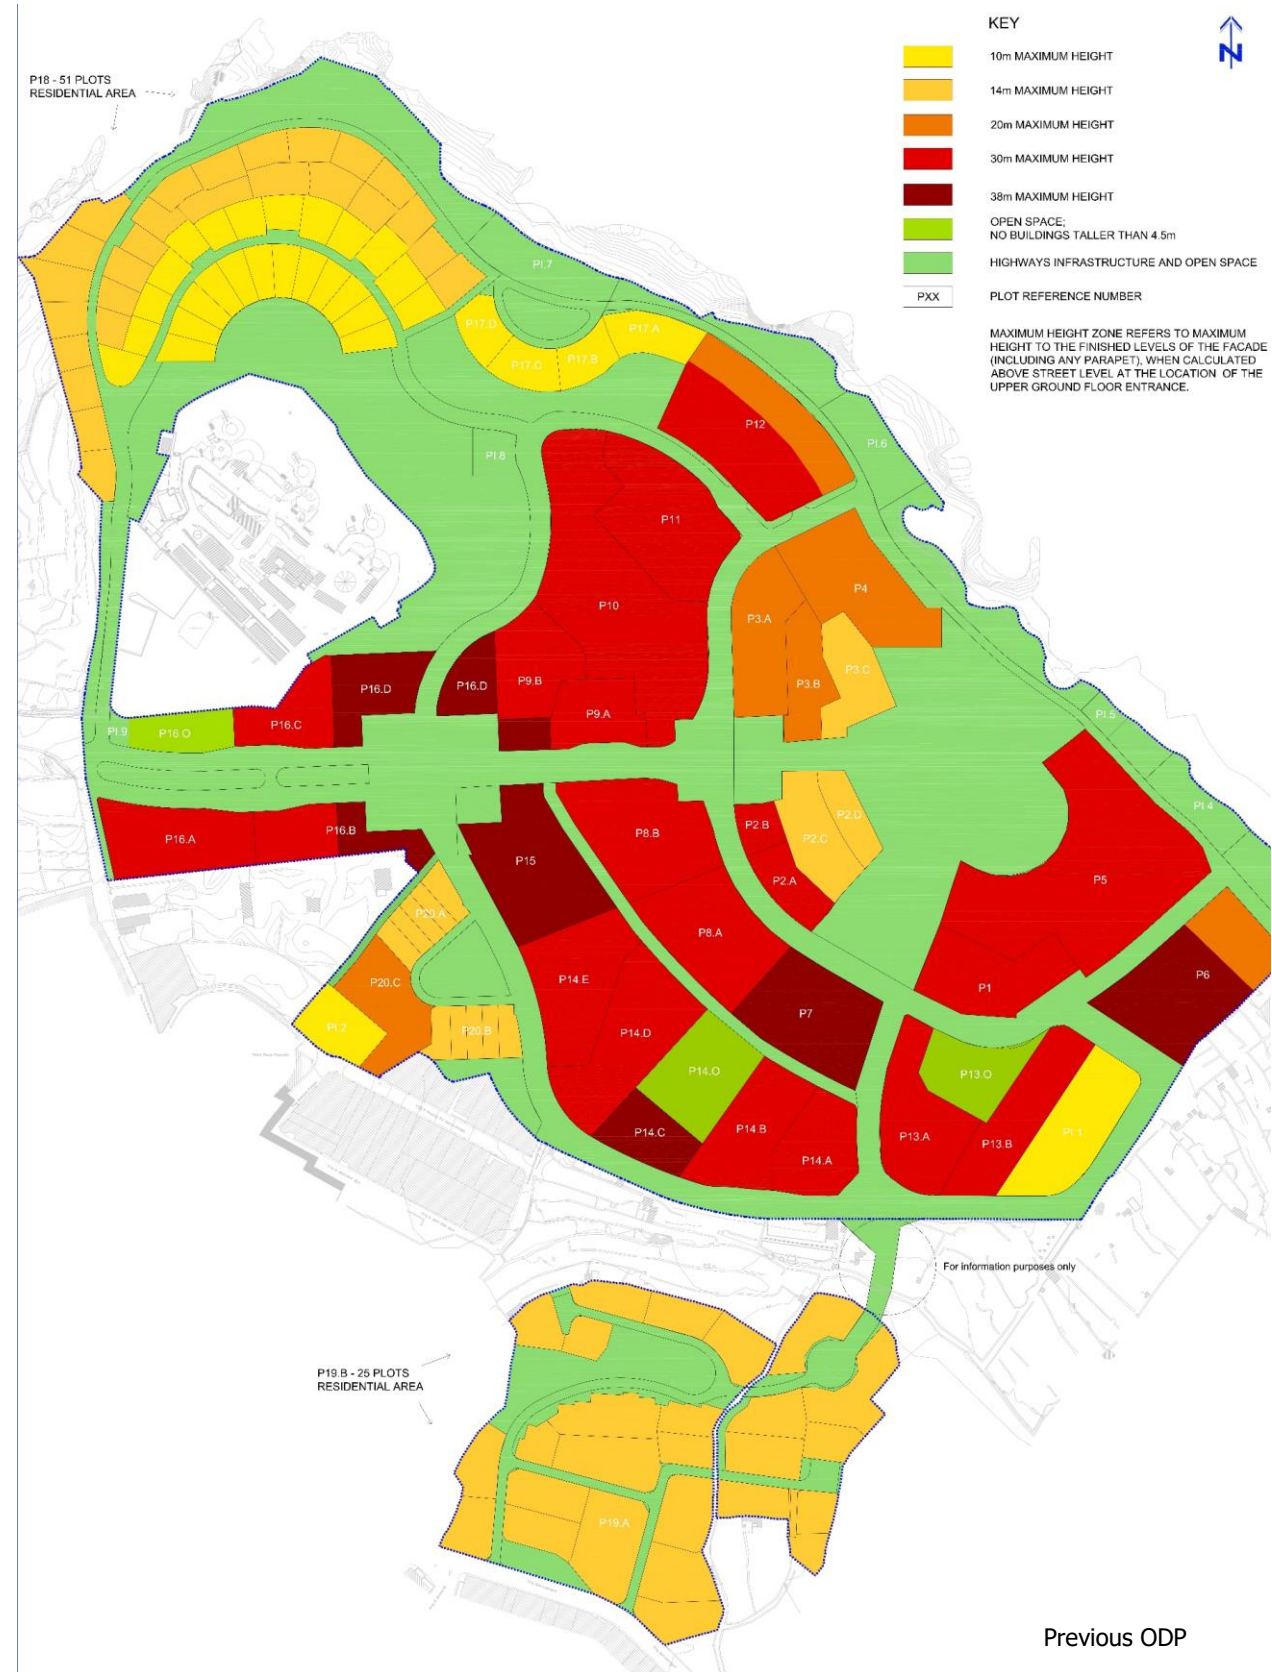 KEY
10m MAXIMUM HEIGHT
14m MAXIMUM HEIGHT
20m MAXIMUM HEIGHT
30m MAXIMUM HEIGHT
38m MAXIMUM HEIGHT
OPEN SPACE;
NO BUILDINGS TALLER THAN 4.5m
HIGHWAYS INFRASTRUCTURE AND OPEN SPACE
PXX
PLOT REFERENCE NUMBER
MAXIMUM HEIGHT ZONE REFERS TO MAXIMUM
HEIGHT TO THE FINISHED LEVELS OF THE FACADE
(INCLUDING ANY PARAPET), WHEN CALCULATED
ABOVE STREET LEVEL AT THE LOCATION OF THE
UPPER GROUND FLOOR ENTRANCE.
N
P18 - 51 PLOTS
RESIDENTIAL AREA
PI.7
P17.D
P17.A
P17.C
P17.B
P12
PI.6
PI.8
P11
P10
P4
P3.A
P3.B
P3.C
P16.D
P16.D
P9.B
P9.A
PI.9
P16.O
P16.C
PI.5
PI.4
P16.A
P16.B
P15
P8.B
P2.B
P2.C
P2.D
P2.A
P5
P20.A
P8.A
P6
P20.C
P14.E
P1
PI.2
P20.B
P14.D
P7
P14.O
P13.O
P14.C
P14.B
P14.A
P13.A
P13.B
PI.1
For information purposes only
P19.B - 25 PLOTS
RESIDENTIAL AREA
P19.A
Previous ODP